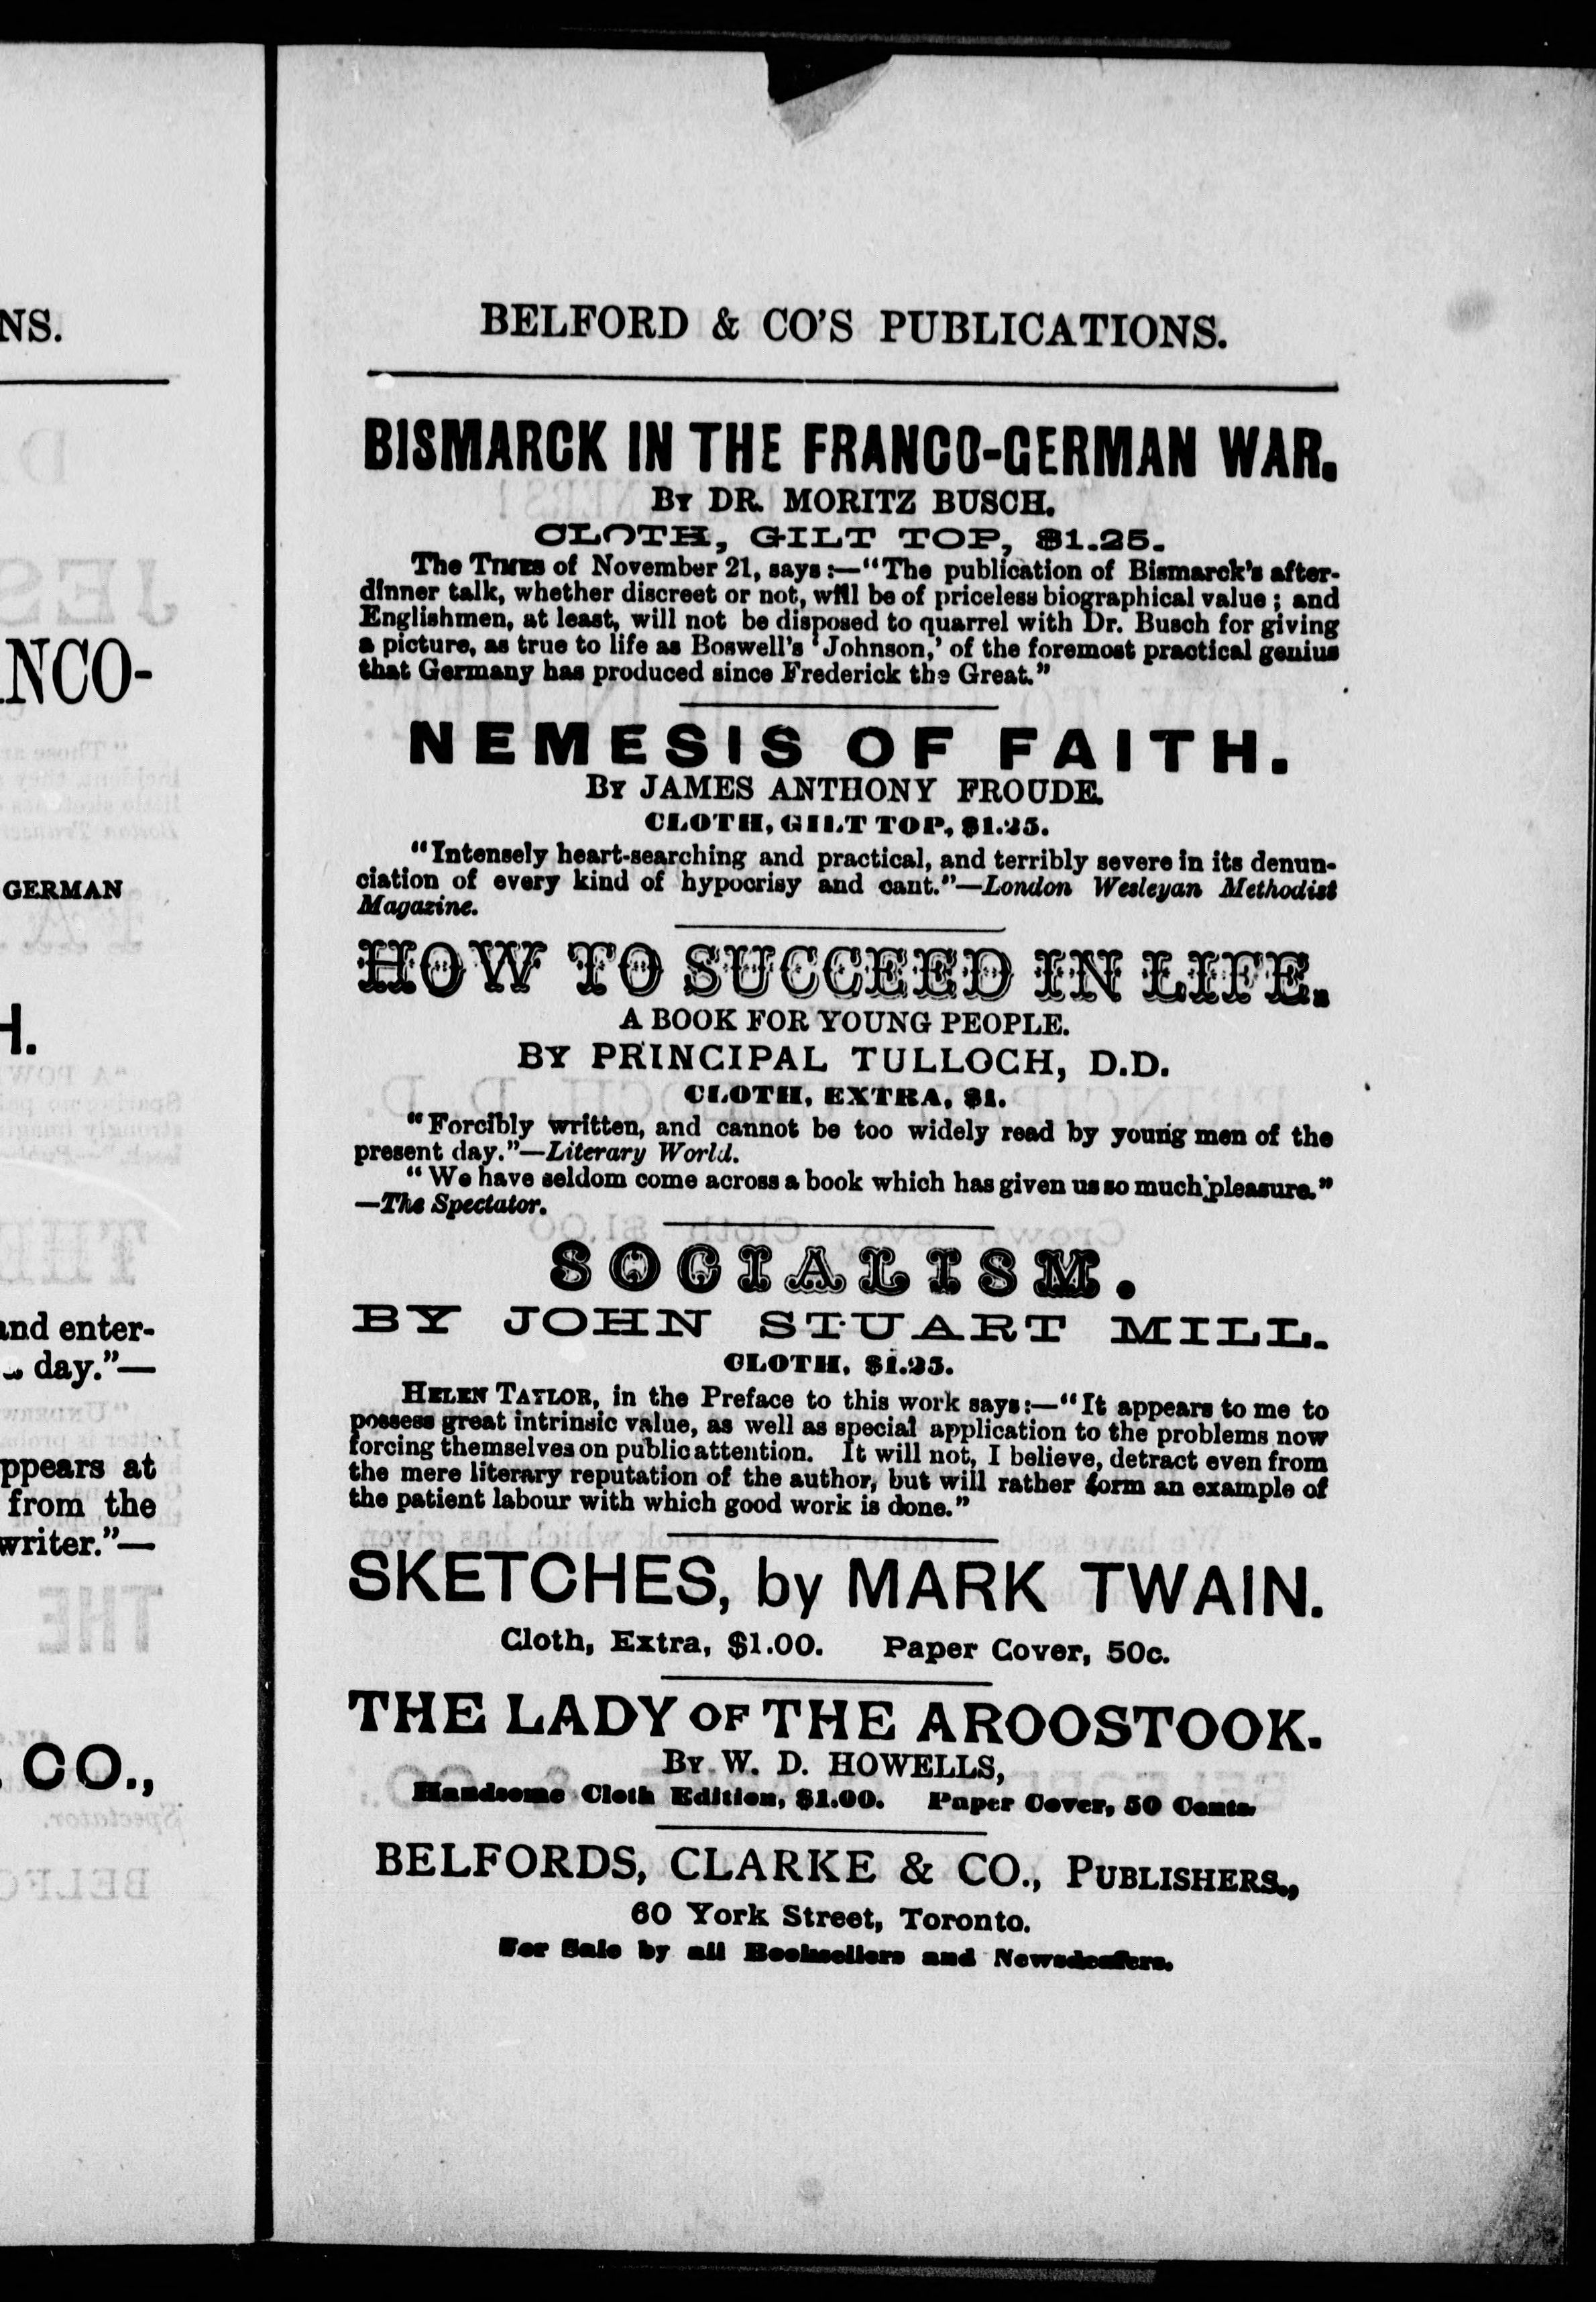 NS.
NCO-
GERMAN
H.
and enter-
day."—
ppears at
from the
writer."—
CO.,
BELFORD & CO'S PUBLICATIONS.
BISMARCK IN THE FRANCO-GERMAN WAR.
By DR. MORITZ BUSCH.
CLOTH, GILT TOP, $1.25.
The Times of November 21, says:—"The publication of Bismarck's after-
dinner talk, whether discreet or not, will be of priceless biographical value; and
Englishmen, at least, will not be disposed to quarrel with Dr. Busch for giving
a picture, as true to life as Boswell's 'Johnson,' of the foremost practical genius
that Germany has produced since Frederick the Great."
NEMESIS OF FAITH.
By JAMES ANTHONY FROUDE.
CLOTH, GILT TOP, $1.25.
"Intensely heart-searching and practical, and terribly severe in its denun-
ciation of every kind of hypocrisy and cant."—London Wesleyan Methodist
Magazine.
HOW TO SUCCEED IN LIFE.
A BOOK FOR YOUNG PEOPLE.
BY PRINCIPAL TULLOCH, D.D.
CLOTH, EXTRA, $1.
"Forcibly written, and cannot be too widely read by young men of the
present day."—Literary World.
"We have seldom come across a book which has given us so much pleasure."
—The Spectator.
SOCIALISM.
BY JOHN STUART MILL.
CLOTH, $1.25.
Helen Taylor, in the Preface to this work says:—"It appears to me to
possess great intrinsic value, as well as special application to the problems now
forcing themselves on public attention. It will not, I believe, detract even from
the mere literary reputation of the author, but will rather form an example of
the patient labour with which good work is done."
SKETCHES, by MARK TWAIN.
Cloth, Extra, $1.00. Paper Cover, 50c.
THE LADY OF THE AROOSTOOK.
By W. D. HOWELLS,
Handsome Cloth Edition, $1.00. Paper Cover, 50 Cents.
BELFORDS, CLARKE & CO., Publishers,
60 York Street, Toronto.
For Sale by all Booksellers and Newsdealers.